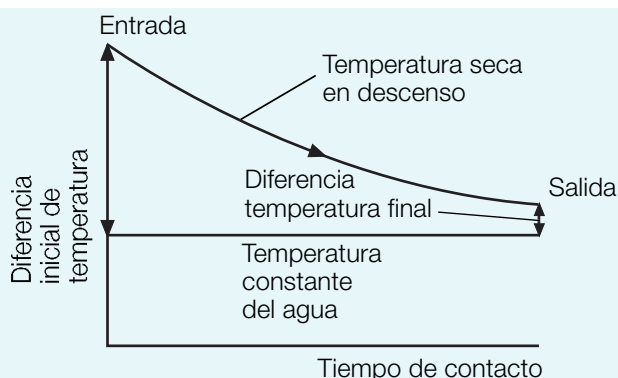 Entrada
Temperatura seca
en descenso
Diferencia
inicial de
temperatura
Diferencia
temperatura final
Salida
Temperatura
constante
del agua
Tiempo de contacto